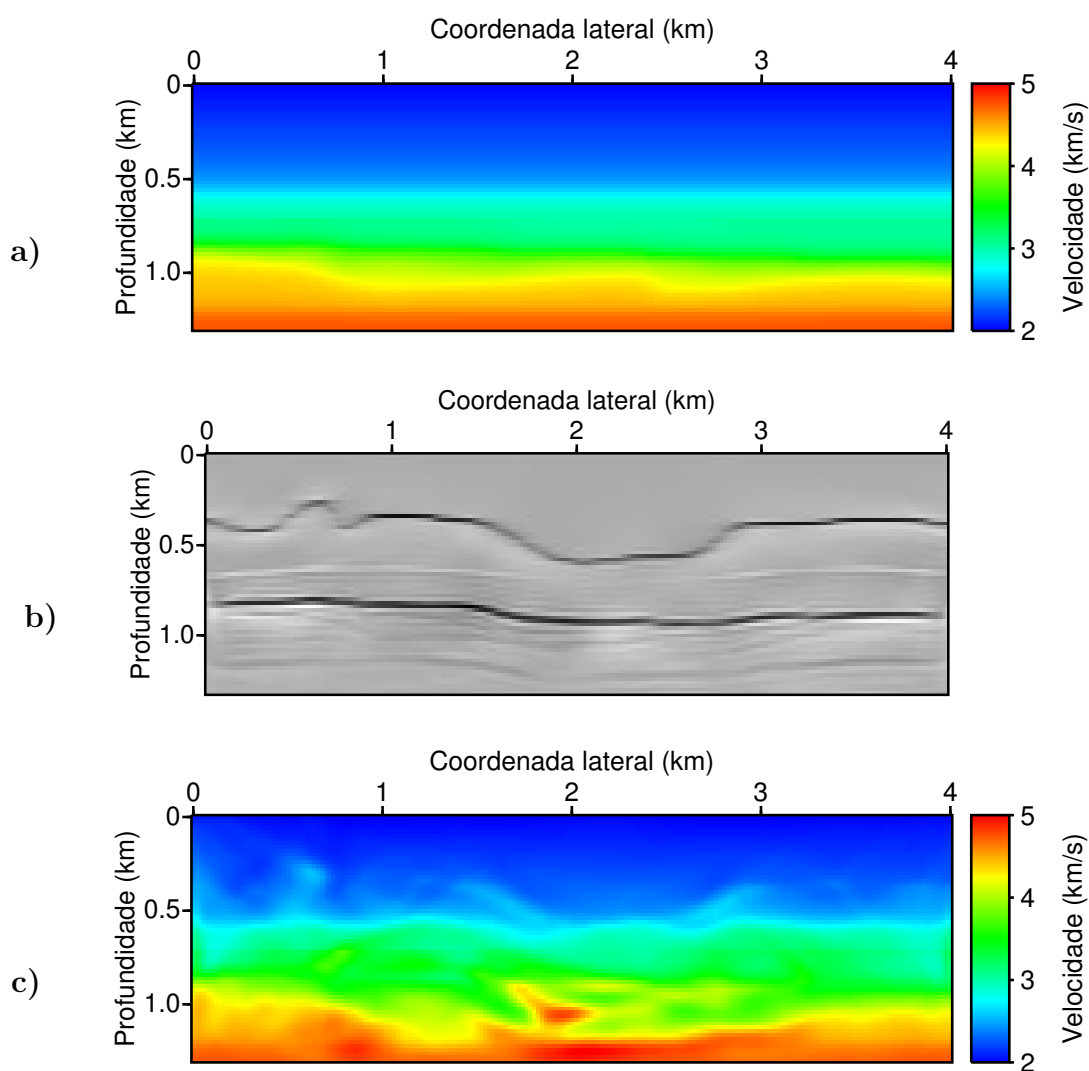 Coordenada lateral (km)
0 1 2 3 4
a)
Profundidade (km)
0
0.5
1.0
5
4
3
2
Velocidade (km/s)
Coordenada lateral (km)
0 1 2 3 4
b)
Profundidade (km)
0
0.5
1.0
Coordenada lateral (km)
0 1 2 3 4
c)
Profundidade (km)
0
0.5
1.0
5
4
3
2
Velocidade (km/s)